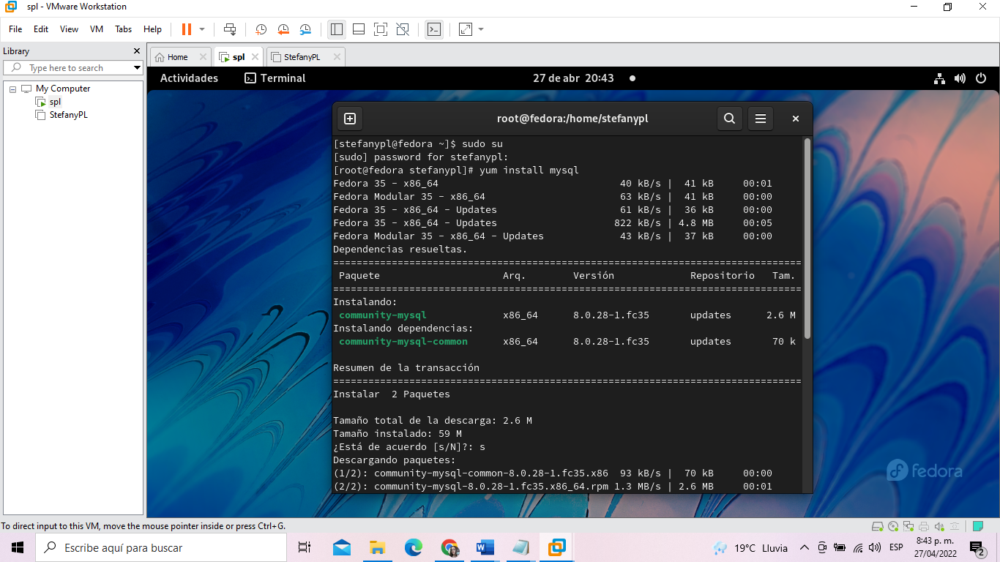 spl - VMware Workstation
File Edit View VM Tabs Help
Library
Type here to search
My Computer
spl
StefanyPL
Home
spl
StefanyPL
Actividades Terminal 27 de abr 20:43
root@fedora:/home/stefanypl
[stefanypl@fedora ~]$ sudo su
[sudo] password for stefanypl:
[root@fedora stefanypl]# yum install mysql
Fedora 35 - x86_64 40 kB/s | 41 kB 00:01
Fedora Modular 35 - x86_64 63 kB/s | 41 kB 00:00
Fedora 35 - x86_64 - Updates 61 kB/s | 36 kB 00:00
Fedora 35 - x86_64 - Updates 822 kB/s | 4.8 MB 00:05
Fedora Modular 35 - x86_64 - Updates 43 kB/s | 37 kB 00:00
Dependencias resueltas.
================================================================================
Paquete Arq. Versión Repositorio Tam.
================================================================================
Instalando:
community-mysql x86_64 8.0.28-1.fc35 updates 2.6 M
Instalando dependencias:
community-mysql-common x86_64 8.0.28-1.fc35 updates 70 k
Resumen de la transacción
================================================================================
Instalar 2 Paquetes
Tamaño total de la descarga: 2.6 M
Tamaño instalado: 59 M
¿Está de acuerdo [s/N]?: s
Descargando paquetes:
(1/2): community-mysql-common-8.0.28-1.fc35.x86 93 kB/s | 70 kB 00:00
(2/2): community-mysql-8.0.28-1.fc35.x86_64.rpm 1.3 MB/s | 2.6 MB 00:01
fedora
To direct input to this VM, move the mouse pointer inside or press Ctrl+G.
Escribe aquí para buscar
19°C Lluvia
ESP
8:43 p. m.
27/04/2022
2